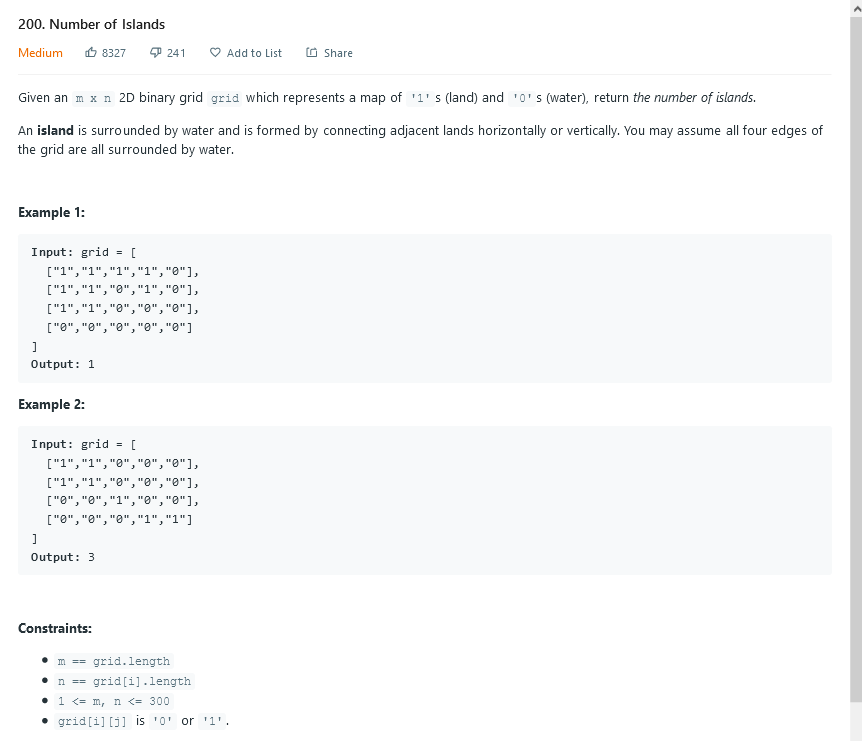 200. Number of Islands
Medium 8327 241 Add to List Share
Given an m x n 2D binary grid grid which represents a map of '1' s (land) and '0' s (water), return the number of islands.
An island is surrounded by water and is formed by connecting adjacent lands horizontally or vertically. You may assume all four edges of
the grid are all surrounded by water.
Example 1:
Input: grid = [
["1","1","1","1","0"],
["1","1","0","1","0"],
["1","1","0","0","0"],
["0","0","0","0","0"]
]
Output: 1
Example 2:
Input: grid = [
["1","1","0","0","0"],
["1","1","0","0","0"],
["0","0","1","0","0"],
["0","0","0","1","1"]
]
Output: 3
Constraints:
• m == grid.length
• n == grid[i].length
• 1 <= m, n <= 300
• grid[i][j] is '0' or '1'.